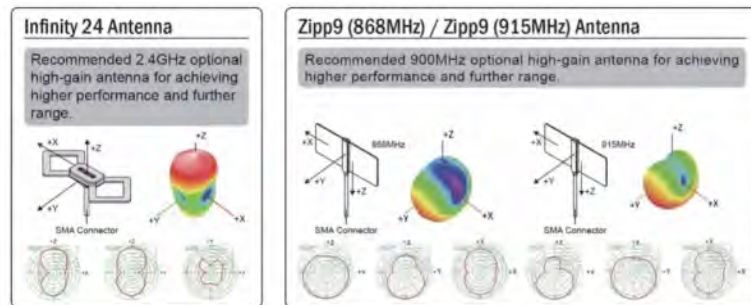 Infinity 24 Antenna
Recommended 2.4GHz optional
high-gain antenna for achieving
higher performance and further
range.
+X
+Z
+Y
SMA Connector
+Z
+Y
+X
+Z
+X
+Z
+Y
+Y
+X
Zipp9 (868MHz) / Zipp9 (915MHz) Antenna
Recommended 900MHz optional high-gain antenna for achieving
higher performance and further range.
+X
868MHz
+Y
+Z
SMA Connector
+Z
+Y
+X
+X
915MHz
+Y
+Z
SMA Connector
+Z
+Y
+X
+Z
+X
+Z
+Y
+Y
+X
+Z
+X
+Z
+Y
+Y
+X